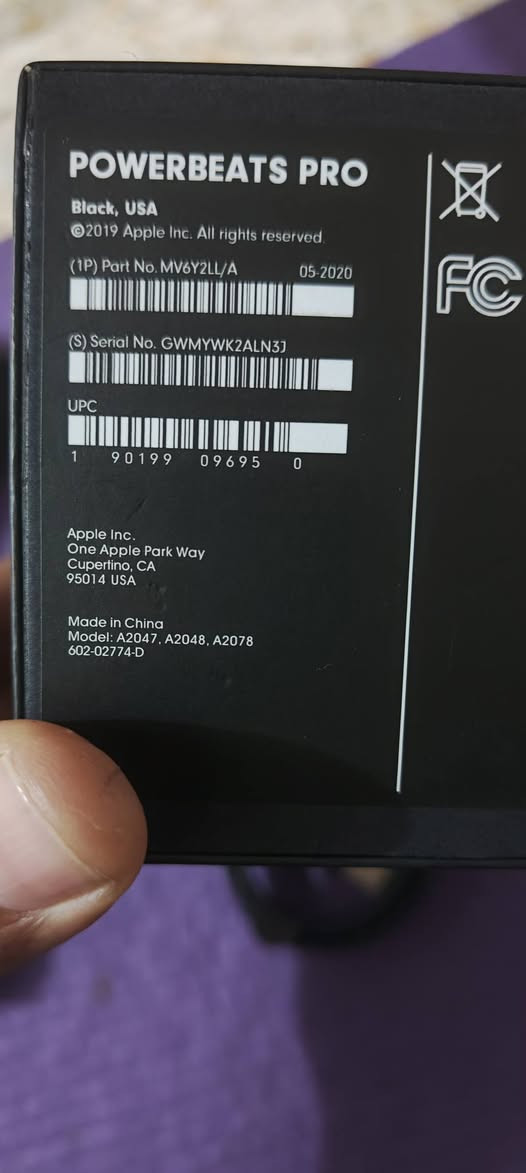 POWERBEATS PRO
Black, USA
©2019 Apple Inc. All rights reserved.
(1P) Part No. MV6Y2LL/A 05-2020
(S) Serial No. GWMYWK2ALN3J
UPC
1 90199 09695 0
Apple Inc.
One Apple Park Way
Cupertino, CA
95014 USA
Made in China
Model: A2047, A2048, A2078
602-02774-D
FC